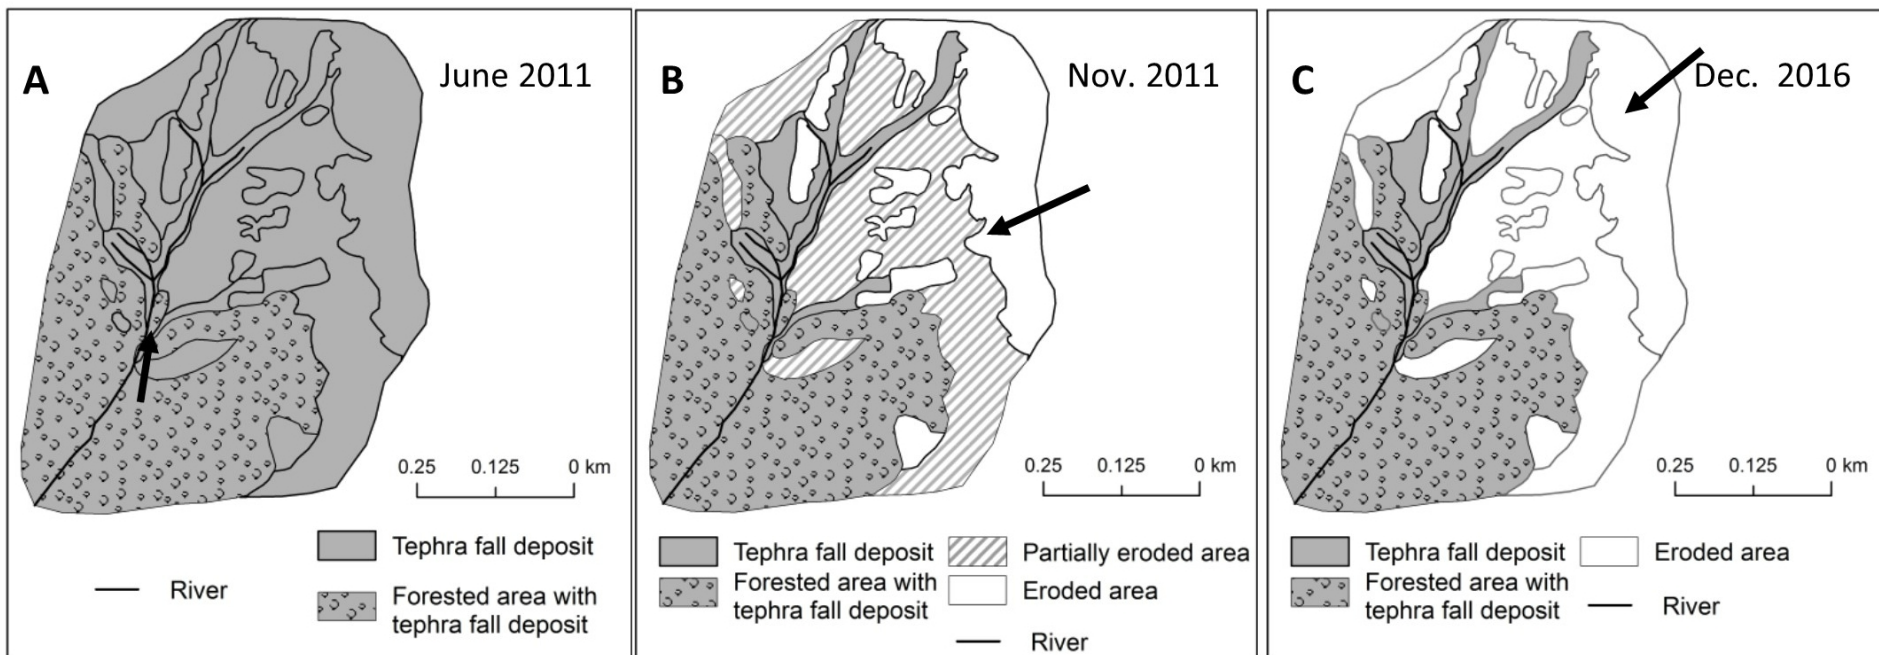 A
June 2011
0.25 0.125 0 km
Tephra fall deposit
River
Forested area with
tephra fall deposit
B
Nov. 2011
0.25 0.125 0 km
Tephra fall deposit
Partially eroded area
Forested area with
tephra fall deposit
Eroded area
River
C
Dec. 2016
0.25 0.125 0 km
Tephra fall deposit
Eroded area
Forested area with
tephra fall deposit
River